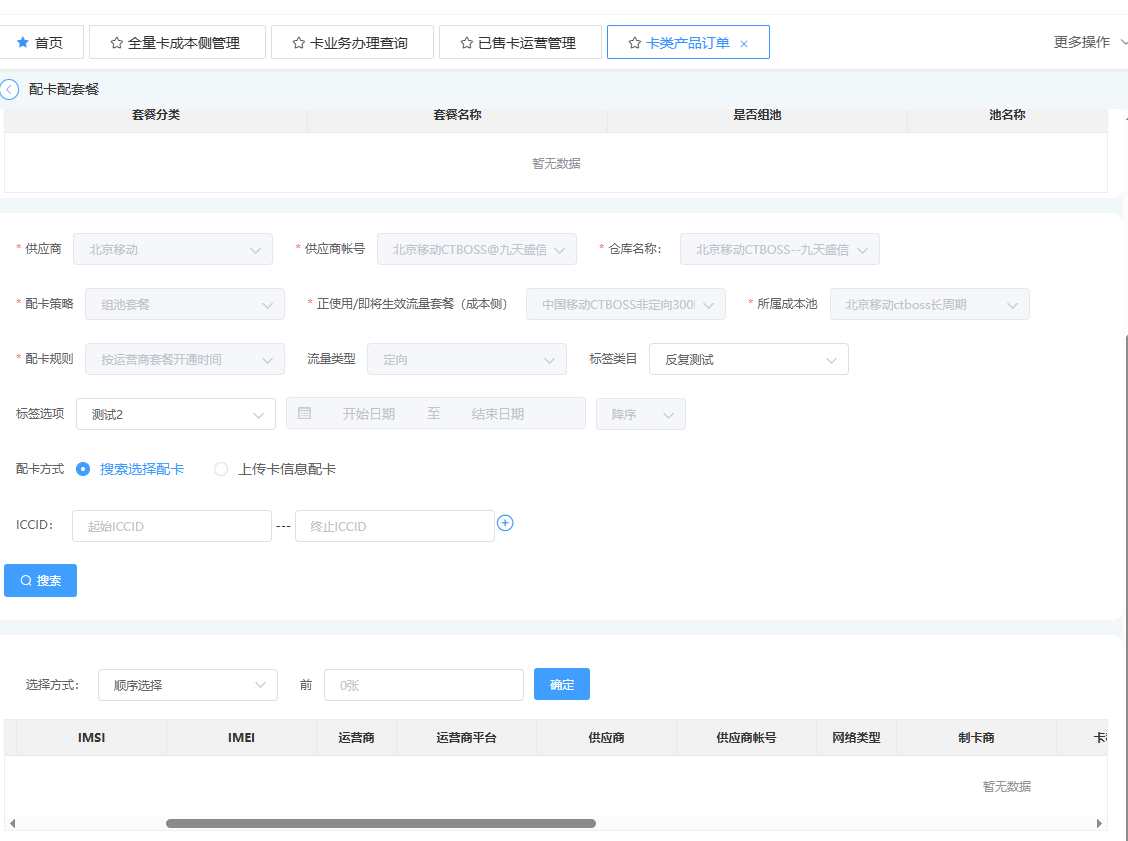 首页 全量卡成本侧管理 卡业务办理查询 已售卡运营管理 卡类产品订单 × 更多操作
配卡配套餐
套餐分类 套餐名称 是否组池 池名称
暂无数据
* 供应商 北京移动 * 供应商帐号 北京移动CTBOSS@九天盛信 * 仓库名称： 北京移动CTBOSS--九天盛信
* 配卡策略 组池套餐 * 正使用/即将生效流量套餐（成本侧） 中国移动CTBOSS非定向300 * 所属成本池 北京移动ctboss长周期
* 配卡规则 按运营商套餐开通时间 流量类型 定向 标签类目 反复测试
标签选项 测试2 开始日期 至 结束日期 降序
配卡方式 搜索选择配卡 上传卡信息配卡
ICCID： 起始ICCID --- 终止ICCID
搜索
选择方式： 顺序选择 前 0张 确定
IMSI IMEI 运营商 运营商平台 供应商 供应商帐号 网络类型 制卡商 卡
暂无数据